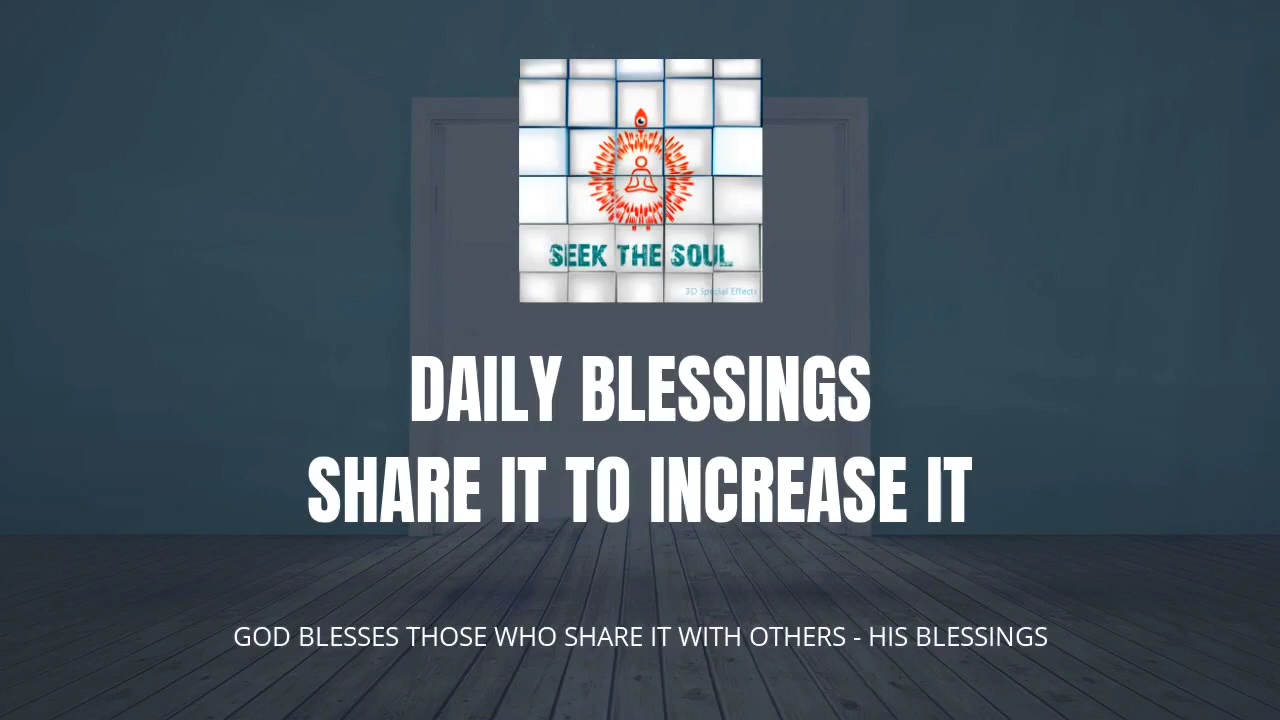 SEEK THE SOUL
3D Special Effects
DAILY BLESSINGS
SHARE IT TO INCREASE IT
GOD BLESSES THOSE WHO SHARE IT WITH OTHERS - HIS BLESSINGS